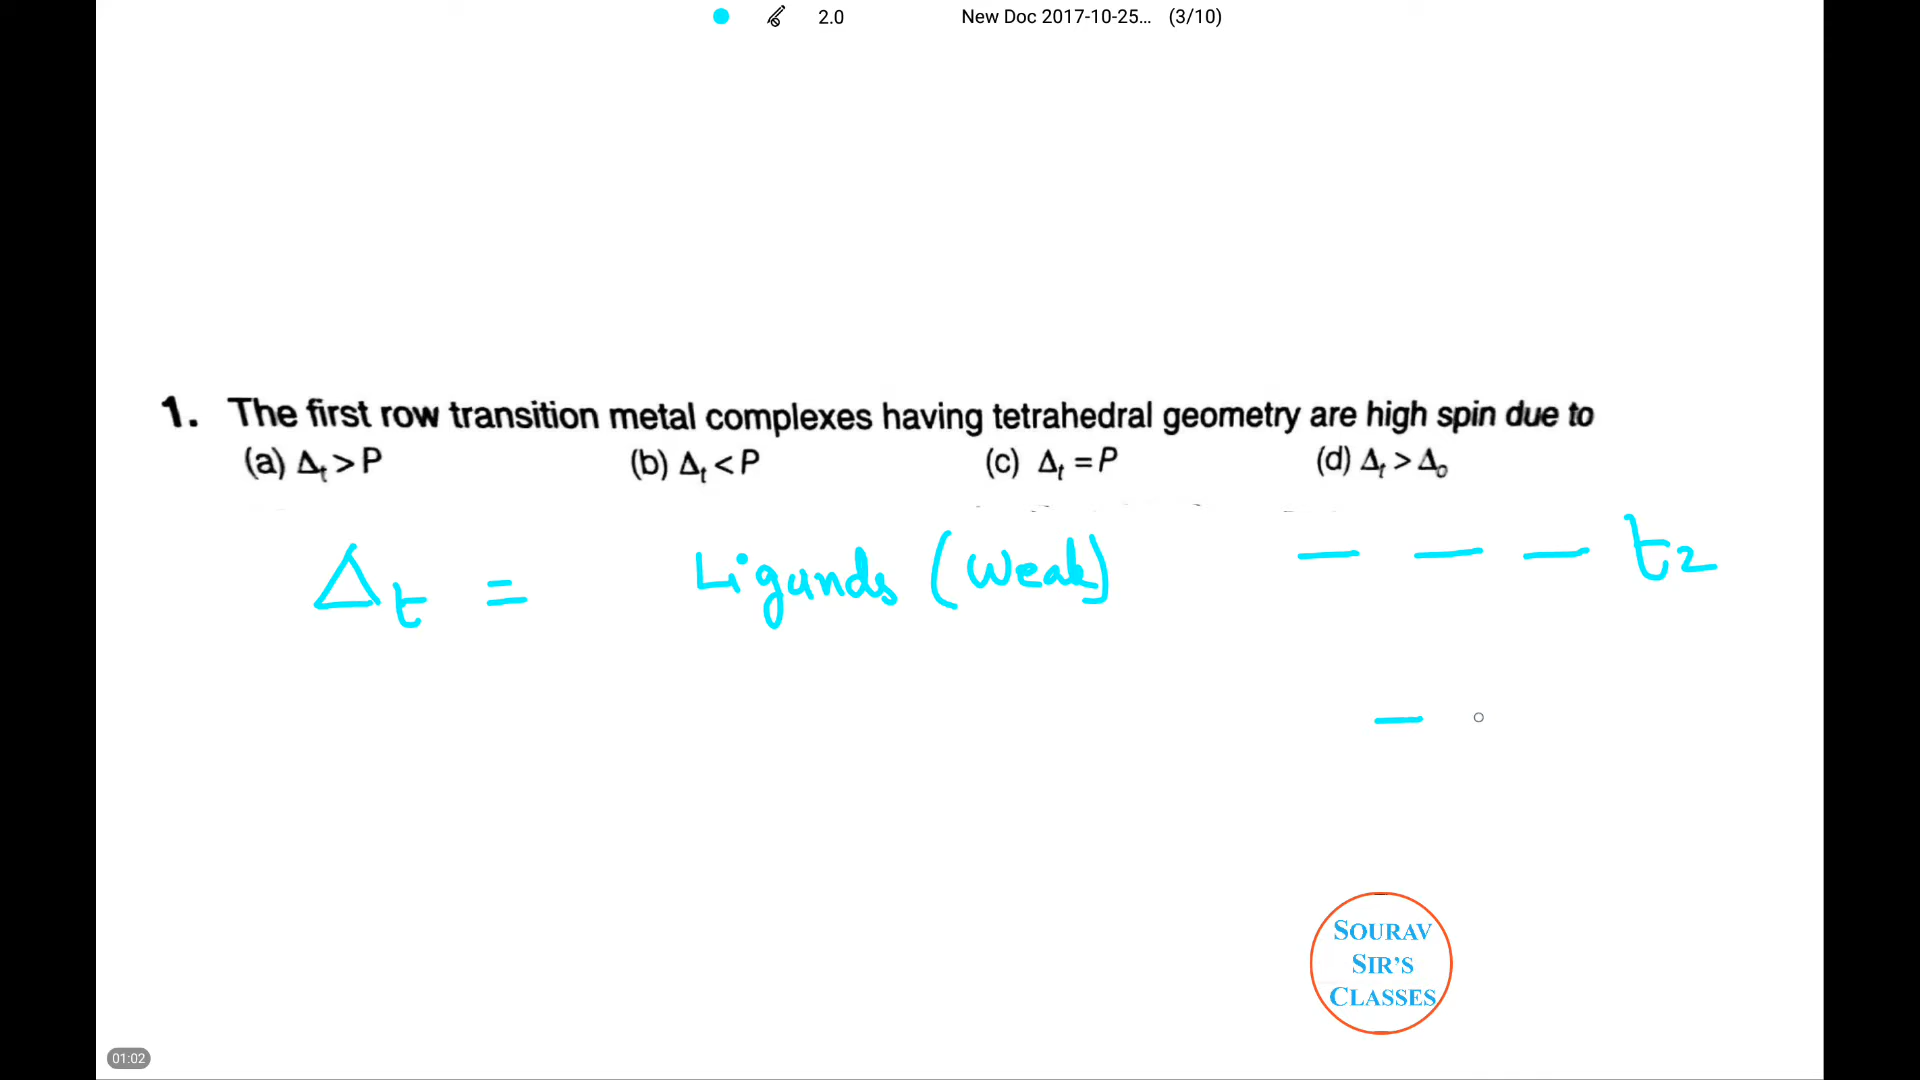 2.0 New Doc 2017-10-25... (3/10)
1. The first row transition metal complexes having tetrahedral geometry are high spin due to
(a) Δt > P (b) Δt < P (c) Δt = P (d) Δt > Δo
Δt = Ligands (Weak) — — — t2
—
SOURAV
SIR'S
CLASSES
01:02